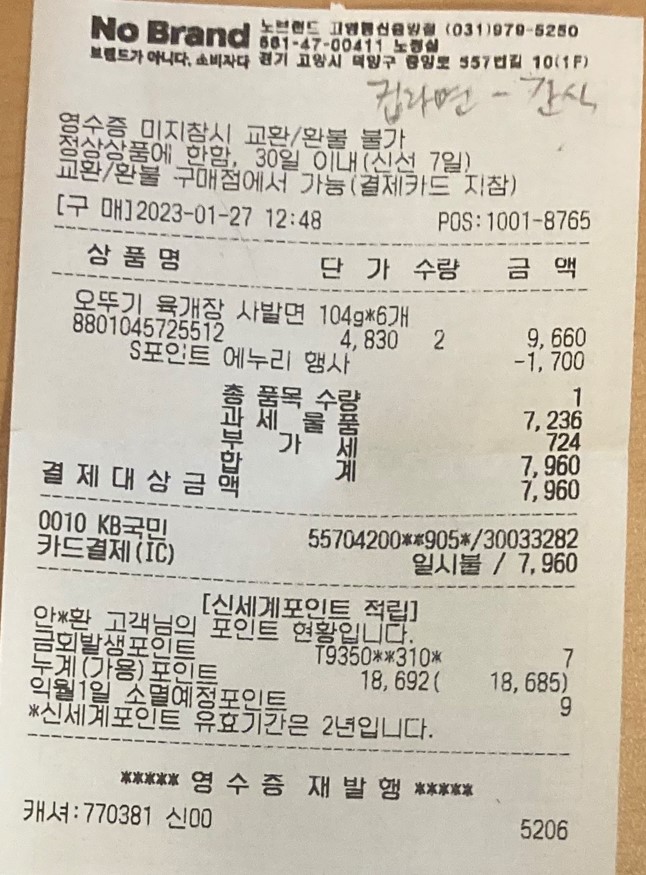 No Brand
브랜드가 아니다, 소비자다
노브랜드 고양통신중앙점 (031)979-5250
561-47-00411 노정실
경기 고양시 덕양구 중앙로 557번길 10(1F)
컵라면 - 간식
영수증 미지참시 교환/환불 불가
정상상품에 한함, 30일 이내(신선 7일)
교환/환불 구매점에서 가능(결제카드 지참)
[구 매]2023-01-27 12:48 POS:1001-8765
상 품 명 단 가 수량 금 액
오뚜기 육개장 사발면 104g*6개
8801045725512 4,830 2 9,660
S포인트 에누리 행사 -1,700
총 품목 수량 1
과 세 물 품 7,236
부 가 세 724
합 계 7,960
결 제 대 상 금 액 7,960
0010 KB국민 55704200**905*/30033282
카드결제(IC) 일시불 / 7,960
[신세계포인트 적립]
안*환 고객님의 포인트 현황입니다.
금회발생포인트 T9350**310* 7
누계(가용)포인트 18,692( 18,685)
익월1일 소멸예정포인트 9
*신세계포인트 유효기간은 2년입니다.
***** 영 수 증 재 발 행 *****
캐셔:770381 신00 5206